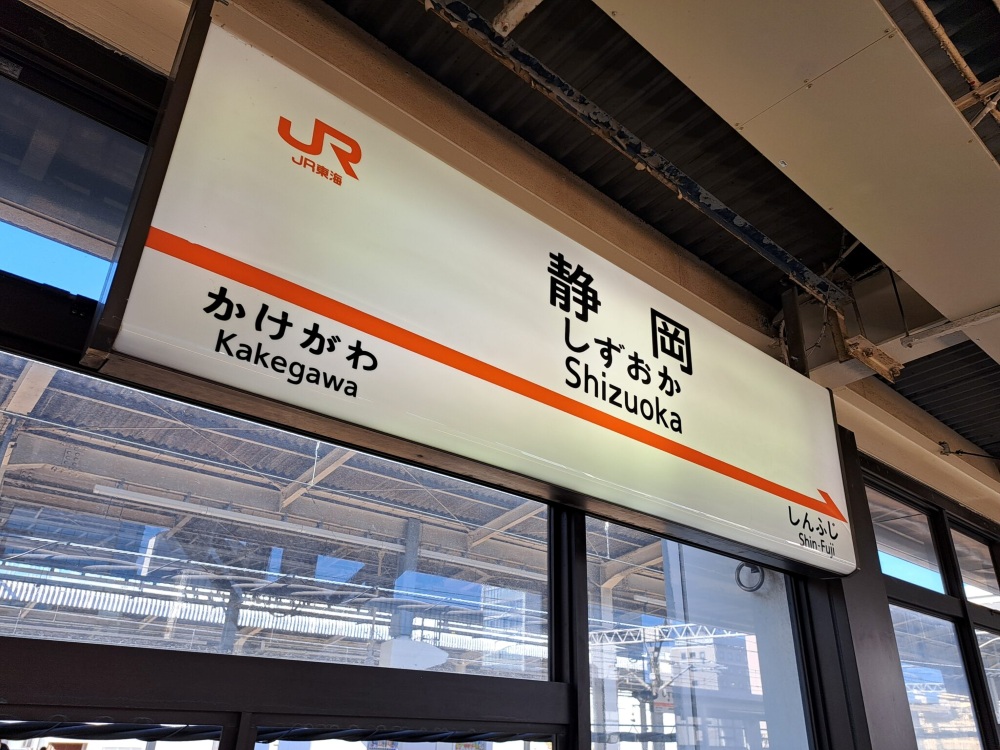 JR
JR東海
静岡
しずおか
Shizuoka
かけがわ
Kakegawa
しんふじ
Shin-Fuji